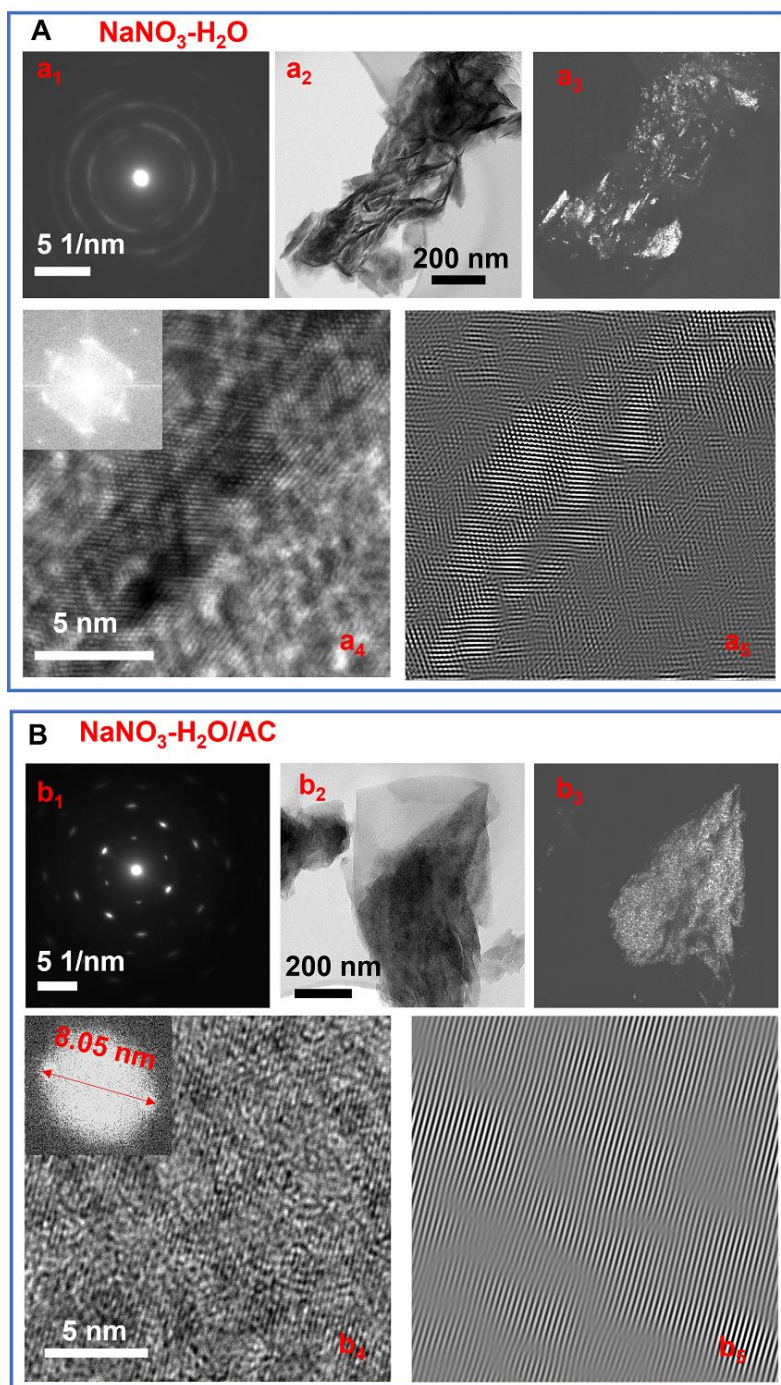 A
NaNO₃-H₂O
a₁
a₂
a₃
5 1/nm
200 nm
5 nm
a₄
a₅
B
NaNO₃-H₂O/AC
b₁
b₂
b₃
5 1/nm
200 nm
8.05 nm
5 nm
b₄
b₅